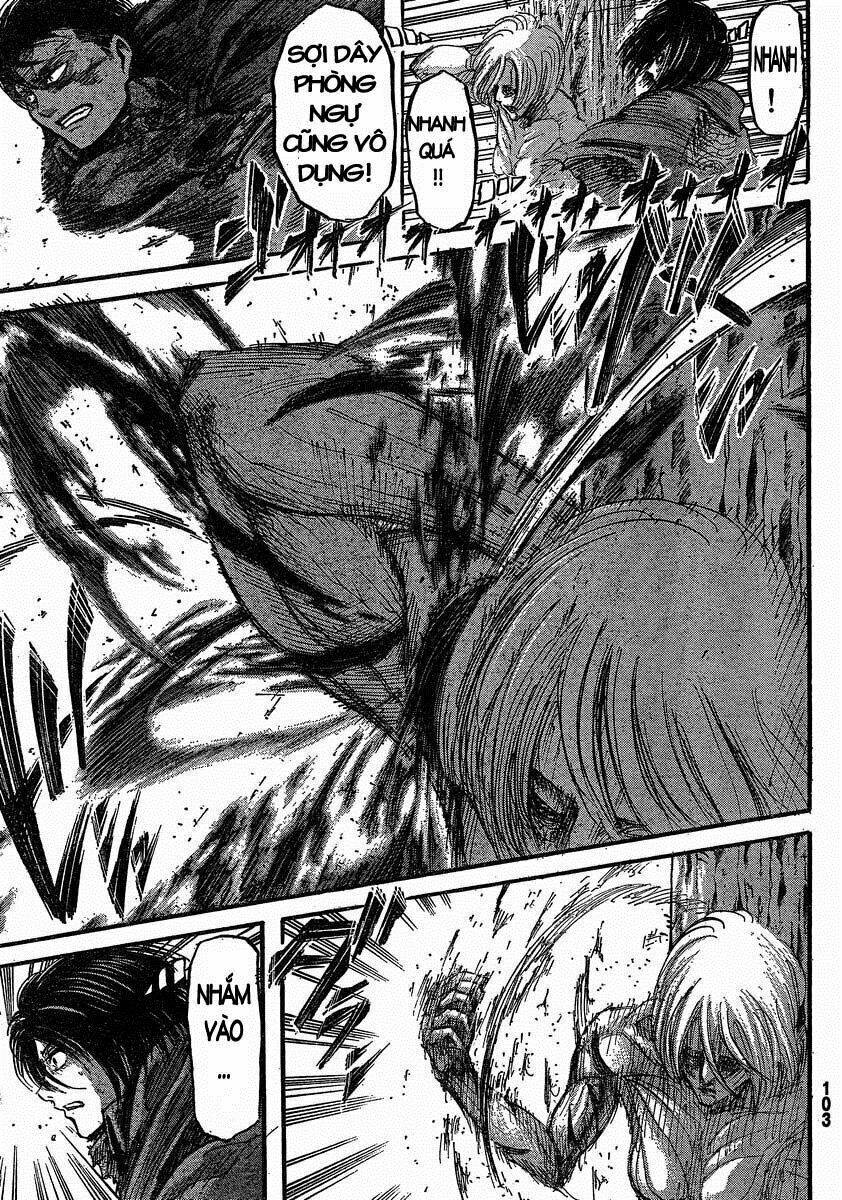 NHANH
!
NHANH
QUÁ
!!
SỢI DÂY
PHÒNG
NGỰ
CŨNG VÔ
DỤNG!
NHẮM
VÀO
...
103